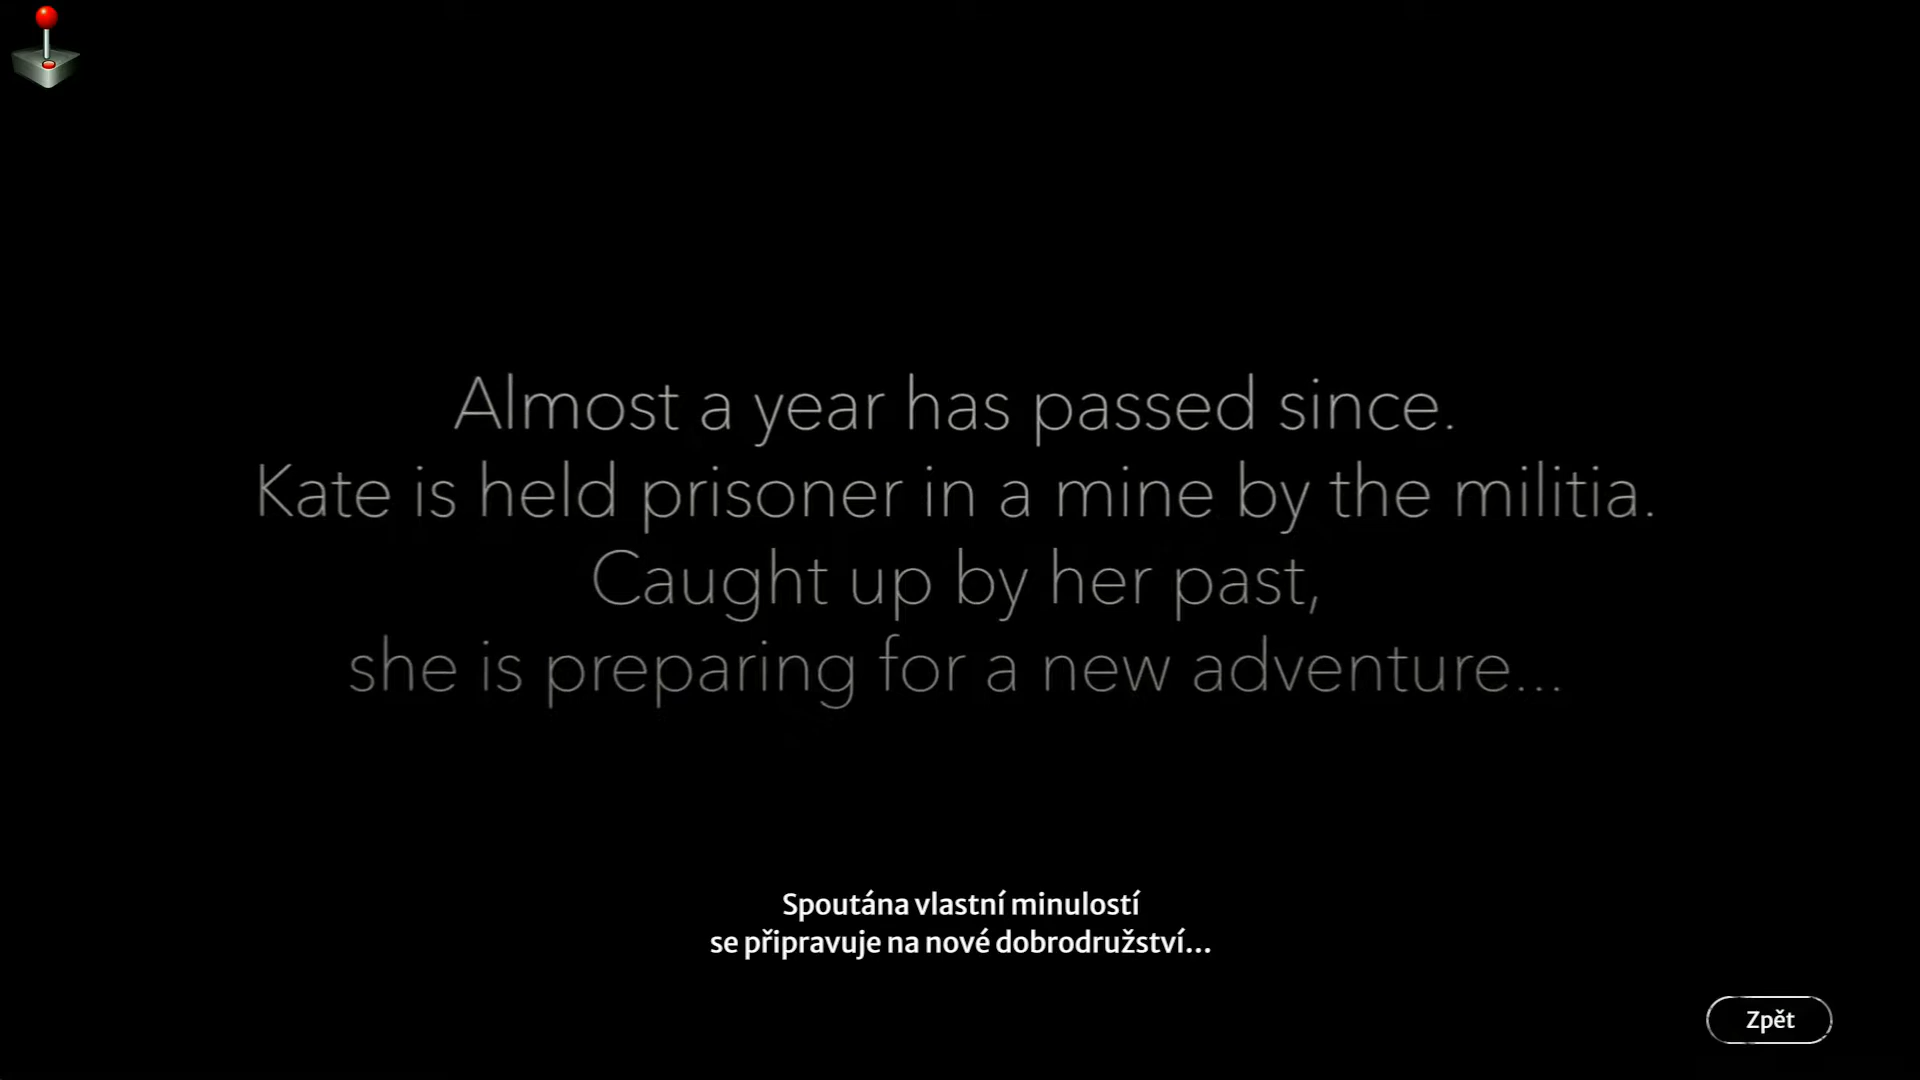 Almost a year has passed since.
Kate is held prisoner in a mine by the militia.
Caught up by her past,
she is preparing for a new adventure...
Spoutána vlastní minulostí
se připravuje na nové dobrodružství...
Zpět